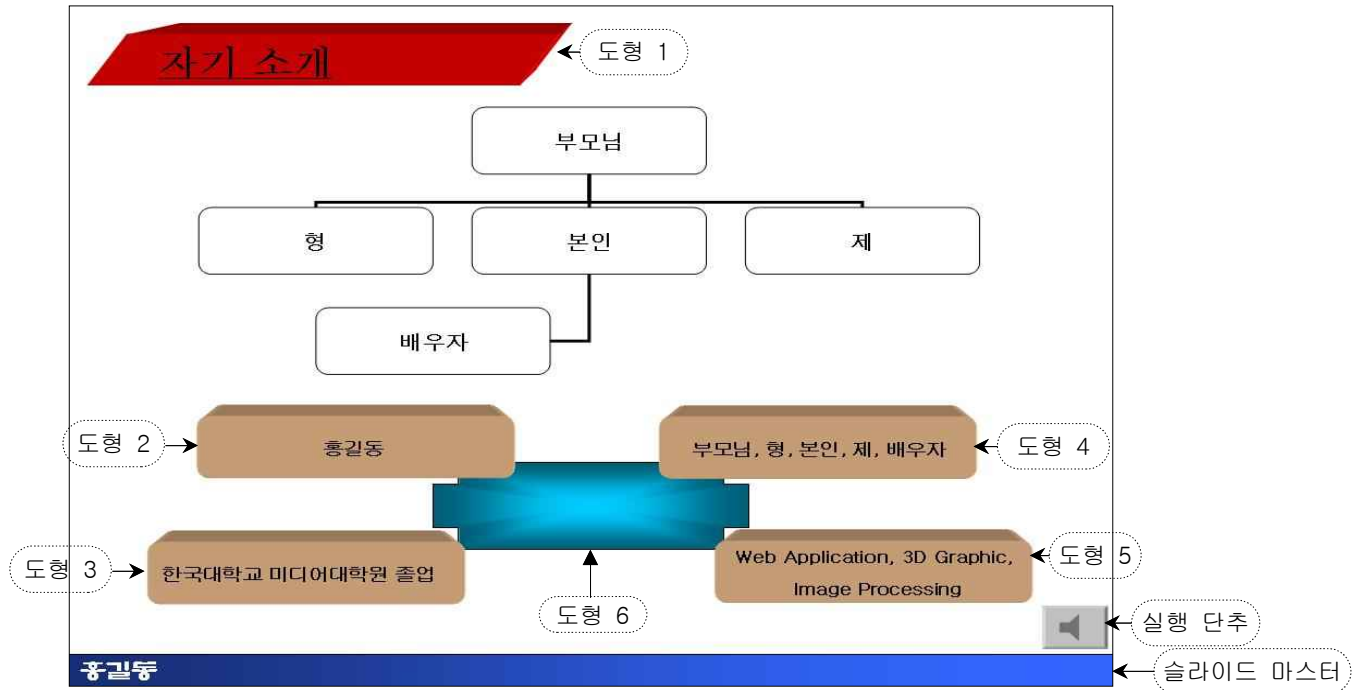 자기 소개
도형 1
부모님
형
본인
제
배우자
도형 2
홍길동
부모님, 형, 본인, 제, 배우자
도형 4
도형 3
한국대학교 미디어대학원 졸업
Web Application, 3D Graphic,
Image Processing
도형 5
도형 6
실행 단추
홍길동
슬라이드 마스터